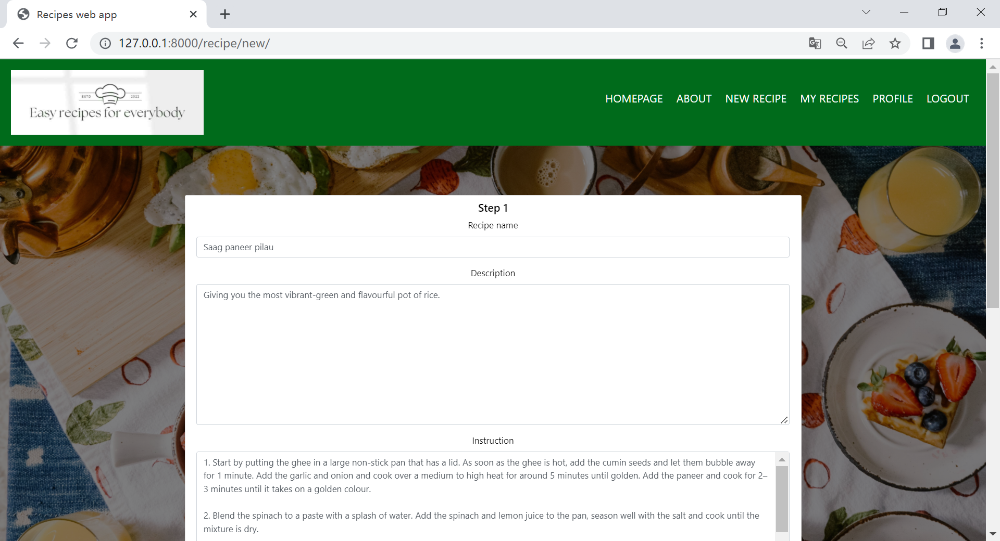 Recipes web app
127.0.0.1:8000/recipe/new/
ESTD 2022
Easy recipes for everybody
HOMEPAGE ABOUT NEW RECIPE MY RECIPES PROFILE LOGOUT
Step 1
Recipe name
Saag paneer pilau
Description
Giving you the most vibrant-green and flavourful pot of rice.
Instruction
1. Start by putting the ghee in a large non-stick pan that has a lid. As soon as the ghee is hot, add the cumin seeds and let them bubble away
for 1 minute. Add the garlic and onion and cook over a medium to high heat for around 5 minutes until golden. Add the paneer and cook for 2–
3 minutes until it takes on a golden colour.
2. Blend the spinach to a paste with a splash of water. Add the spinach and lemon juice to the pan, season well with the salt and cook until the
mixture is dry.